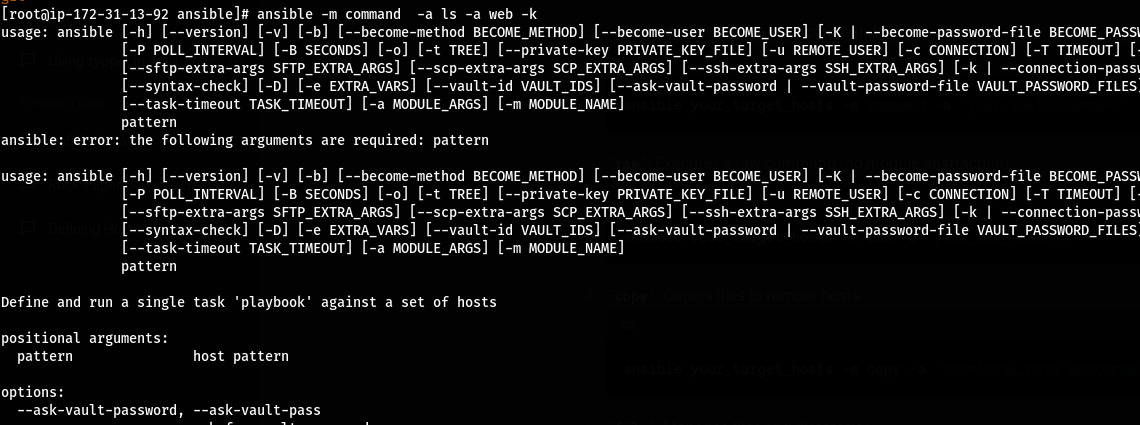 [root@ip-172-31-13-92 ansible]# ansible -m command  -a ls -a web -k
usage: ansible [-h] [--version] [-v] [-b] [--become-method BECOME_METHOD] [--become-user BECOME_USER] [-K | --become-password-file BECOME_PASSW
               [-P POLL_INTERVAL] [-B SECONDS] [-o] [-t TREE] [--private-key PRIVATE_KEY_FILE] [-u REMOTE_USER] [-c CONNECTION] [-T TIMEOUT] [-
               [--sftp-extra-args SFTP_EXTRA_ARGS] [--scp-extra-args SCP_EXTRA_ARGS] [--ssh-extra-args SSH_EXTRA_ARGS] [-k | --connection-passw
               [--syntax-check] [-D] [-e EXTRA_VARS] [--vault-id VAULT_IDS] [--ask-vault-password | --vault-password-file VAULT_PASSWORD_FILES]
               [--task-timeout TASK_TIMEOUT] [-a MODULE_ARGS] [-m MODULE_NAME]
               pattern
ansible: error: the following arguments are required: pattern
usage: ansible [-h] [--version] [-v] [-b] [--become-method BECOME_METHOD] [--become-user BECOME_USER] [-K | --become-password-file BECOME_PASSW
               [-P POLL_INTERVAL] [-B SECONDS] [-o] [-t TREE] [--private-key PRIVATE_KEY_FILE] [-u REMOTE_USER] [-c CONNECTION] [-T TIMEOUT] [-
               [--sftp-extra-args SFTP_EXTRA_ARGS] [--scp-extra-args SCP_EXTRA_ARGS] [--ssh-extra-args SSH_EXTRA_ARGS] [-k | --connection-passw
               [--syntax-check] [-D] [-e EXTRA_VARS] [--vault-id VAULT_IDS] [--ask-vault-password | --vault-password-file VAULT_PASSWORD_FILES]
               [--task-timeout TASK_TIMEOUT] [-a MODULE_ARGS] [-m MODULE_NAME]
               pattern
Define and run a single task 'playbook' against a set of hosts
positional arguments:
  pattern               host pattern
options:
  --ask-vault-password, --ask-vault-pass